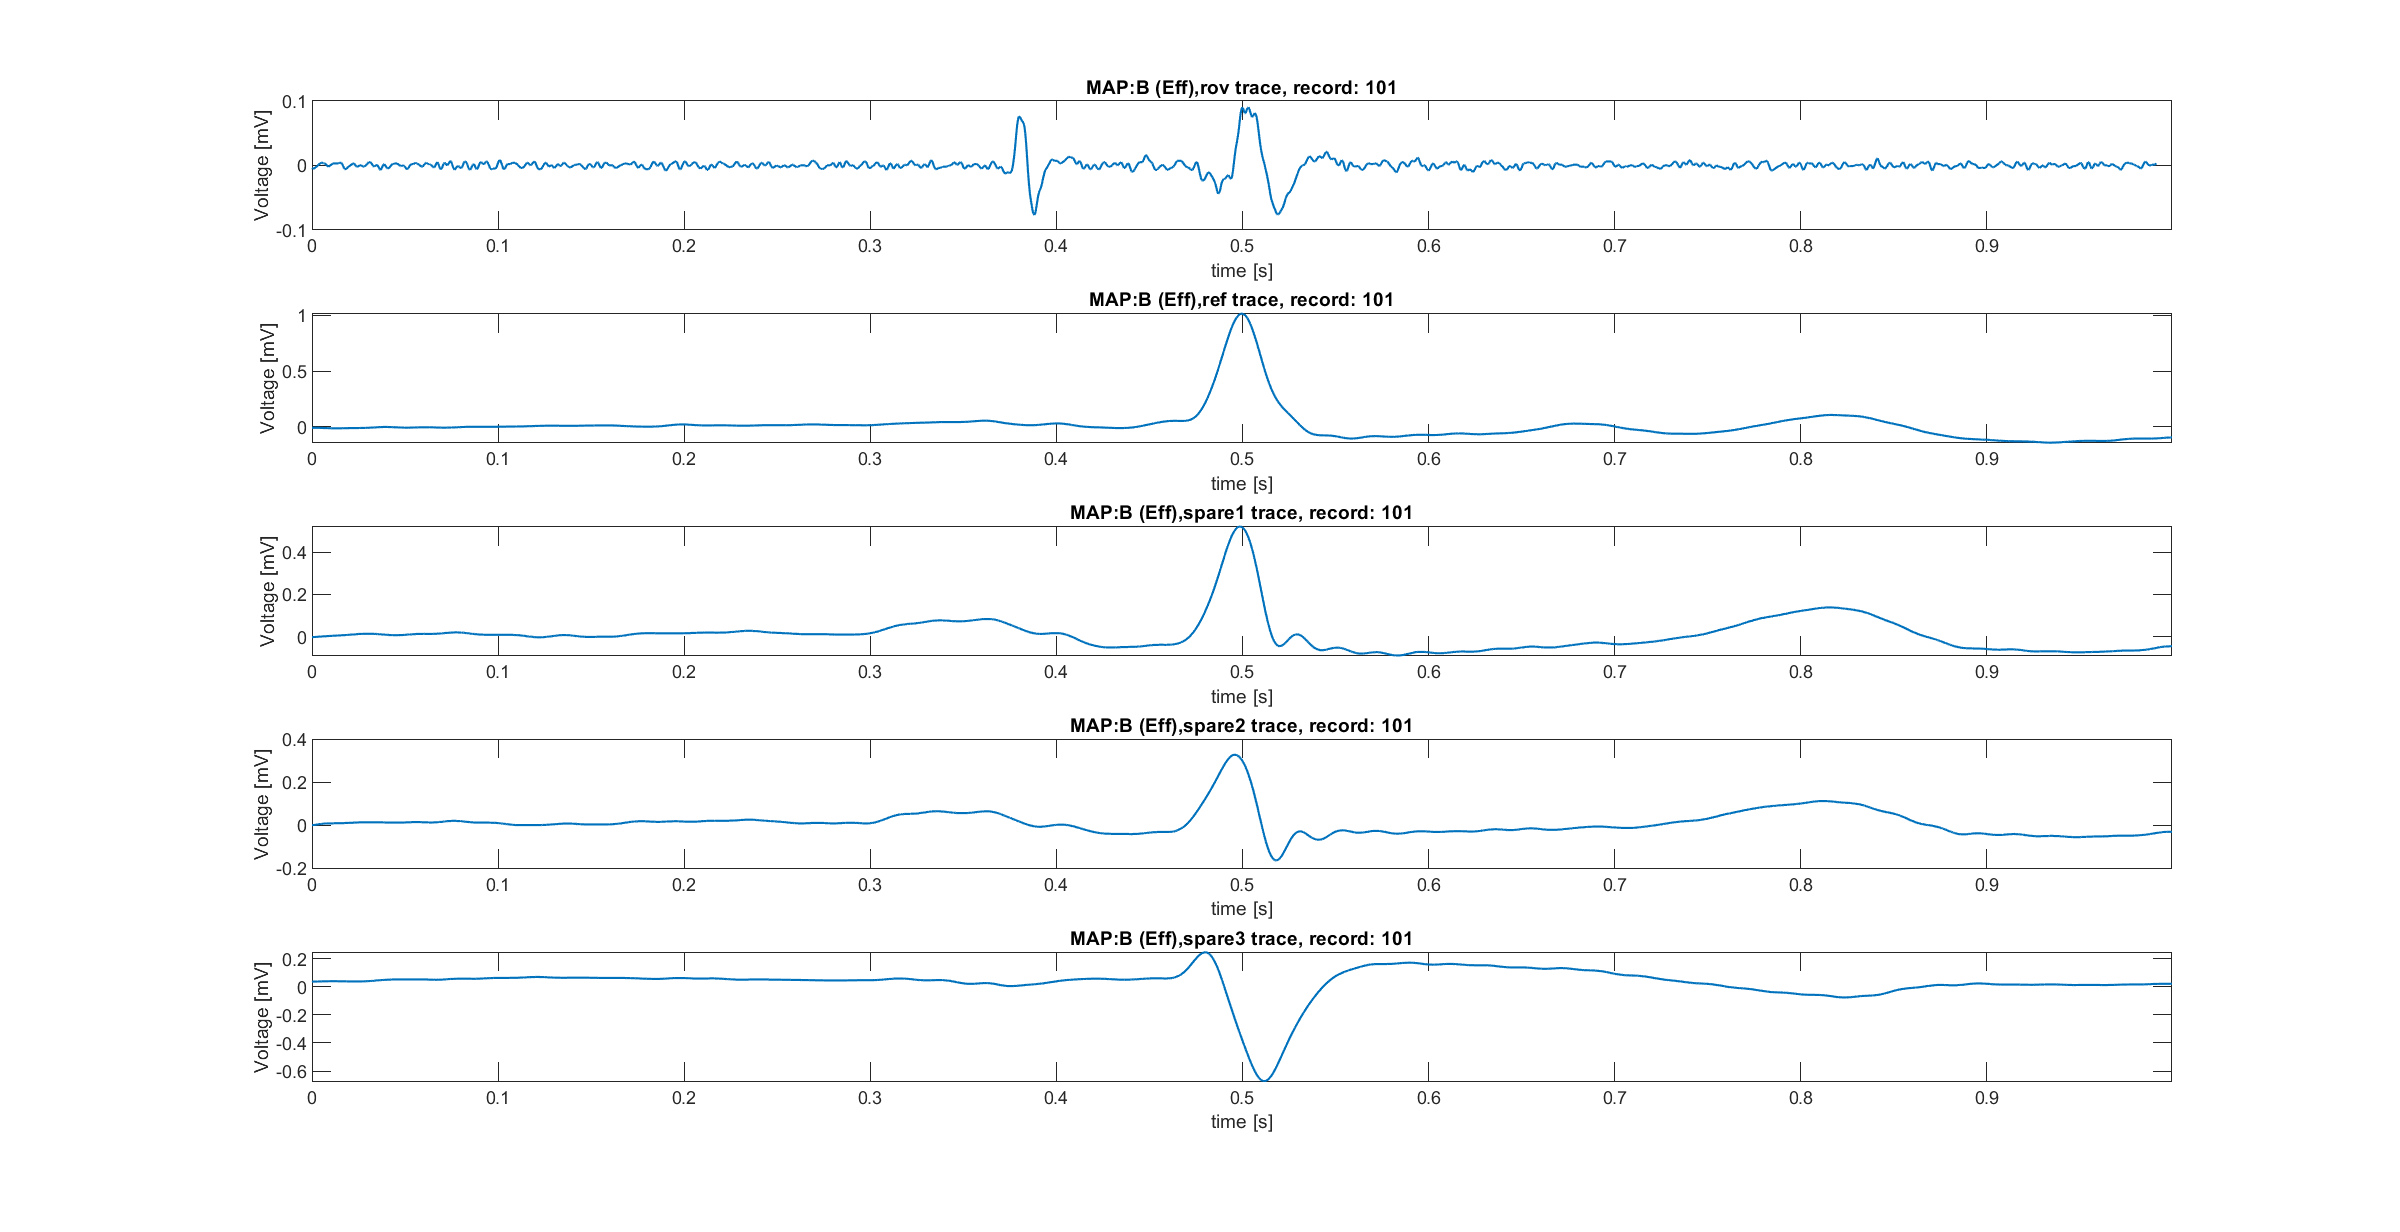 MAP:B (Eff),rov trace, record: 101
Voltage [mV]
0.1
0
-0.1
0 0.1 0.2 0.3 0.4 0.5 0.6 0.7 0.8 0.9
time [s]
MAP:B (Eff),ref trace, record: 101
Voltage [mV]
1
0.5
0
0 0.1 0.2 0.3 0.4 0.5 0.6 0.7 0.8 0.9
time [s]
MAP:B (Eff),spare1 trace, record: 101
Voltage [mV]
0.4
0.2
0
0 0.1 0.2 0.3 0.4 0.5 0.6 0.7 0.8 0.9
time [s]
MAP:B (Eff),spare2 trace, record: 101
Voltage [mV]
0.4
0.2
0
-0.2
0 0.1 0.2 0.3 0.4 0.5 0.6 0.7 0.8 0.9
time [s]
MAP:B (Eff),spare3 trace, record: 101
Voltage [mV]
0.2
0
-0.2
-0.4
-0.6
0 0.1 0.2 0.3 0.4 0.5 0.6 0.7 0.8 0.9
time [s]